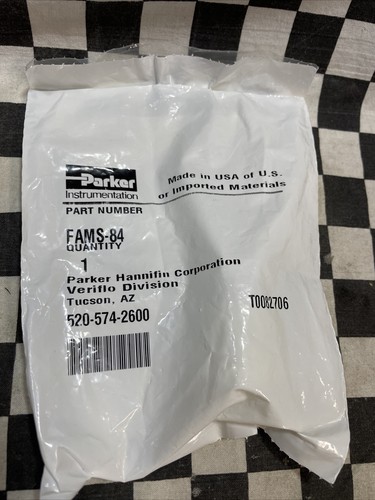 Parker
Instrumentation
Made in USA of U.S.
or Imported Materials
PART NUMBER
FAMS-84
QUANTITY
1
Parker Hannifin Corporation
Veriflo Division
Tucson, AZ
520-574-2600
T0082706